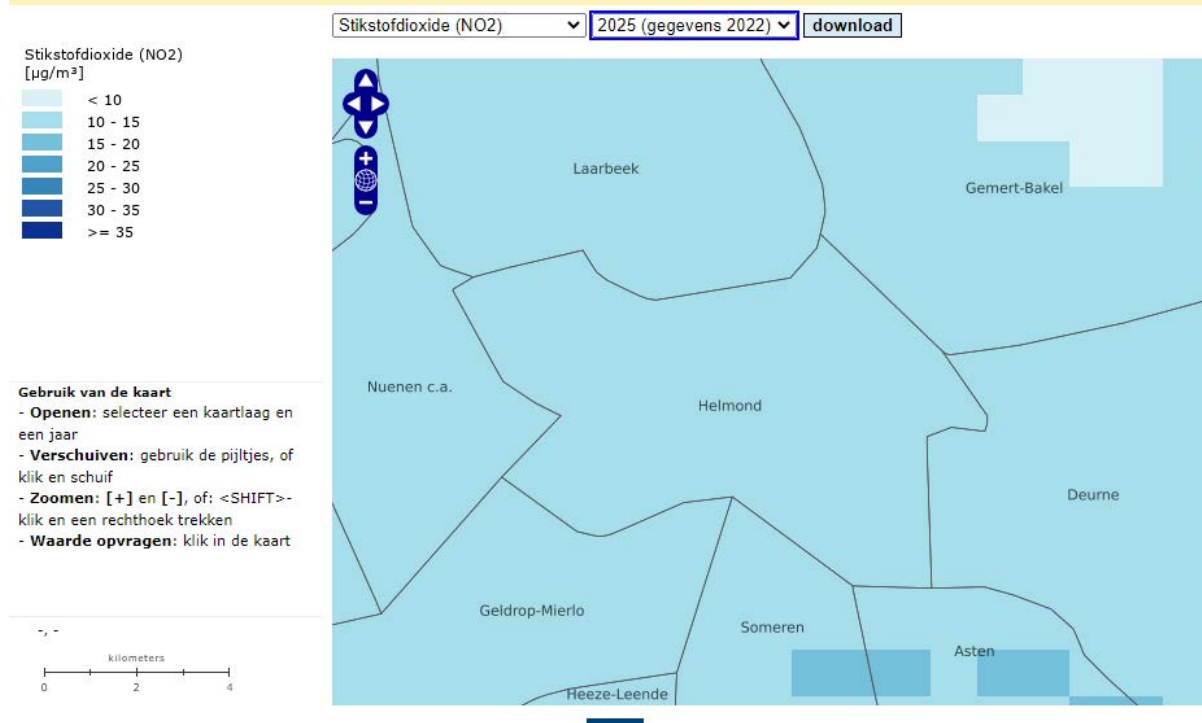 Stikstofdioxide (NO2) 2025 (gegevens 2022) download
Stikstofdioxide (NO2)
[µg/m³]
< 10
10 - 15
15 - 20
20 - 25
25 - 30
30 - 35
>= 35
Gebruik van de kaart
- Openen: selecteer een kaartlaag en
een jaar
- Verschuiven: gebruik de pijltjes, of
klik en schuif
- Zoomen: [+] en [-], of: <SHIFT>-
klik en een rechthoek trekken
- Waarde opvragen: klik in de kaart
-, -
kilometers
0 2 4
Laarbeek
Gemert-Bakel
Nuenen c.a.
Helmond
Deurne
Geldrop-Mierlo
Someren
Asten
Heeze-Leende